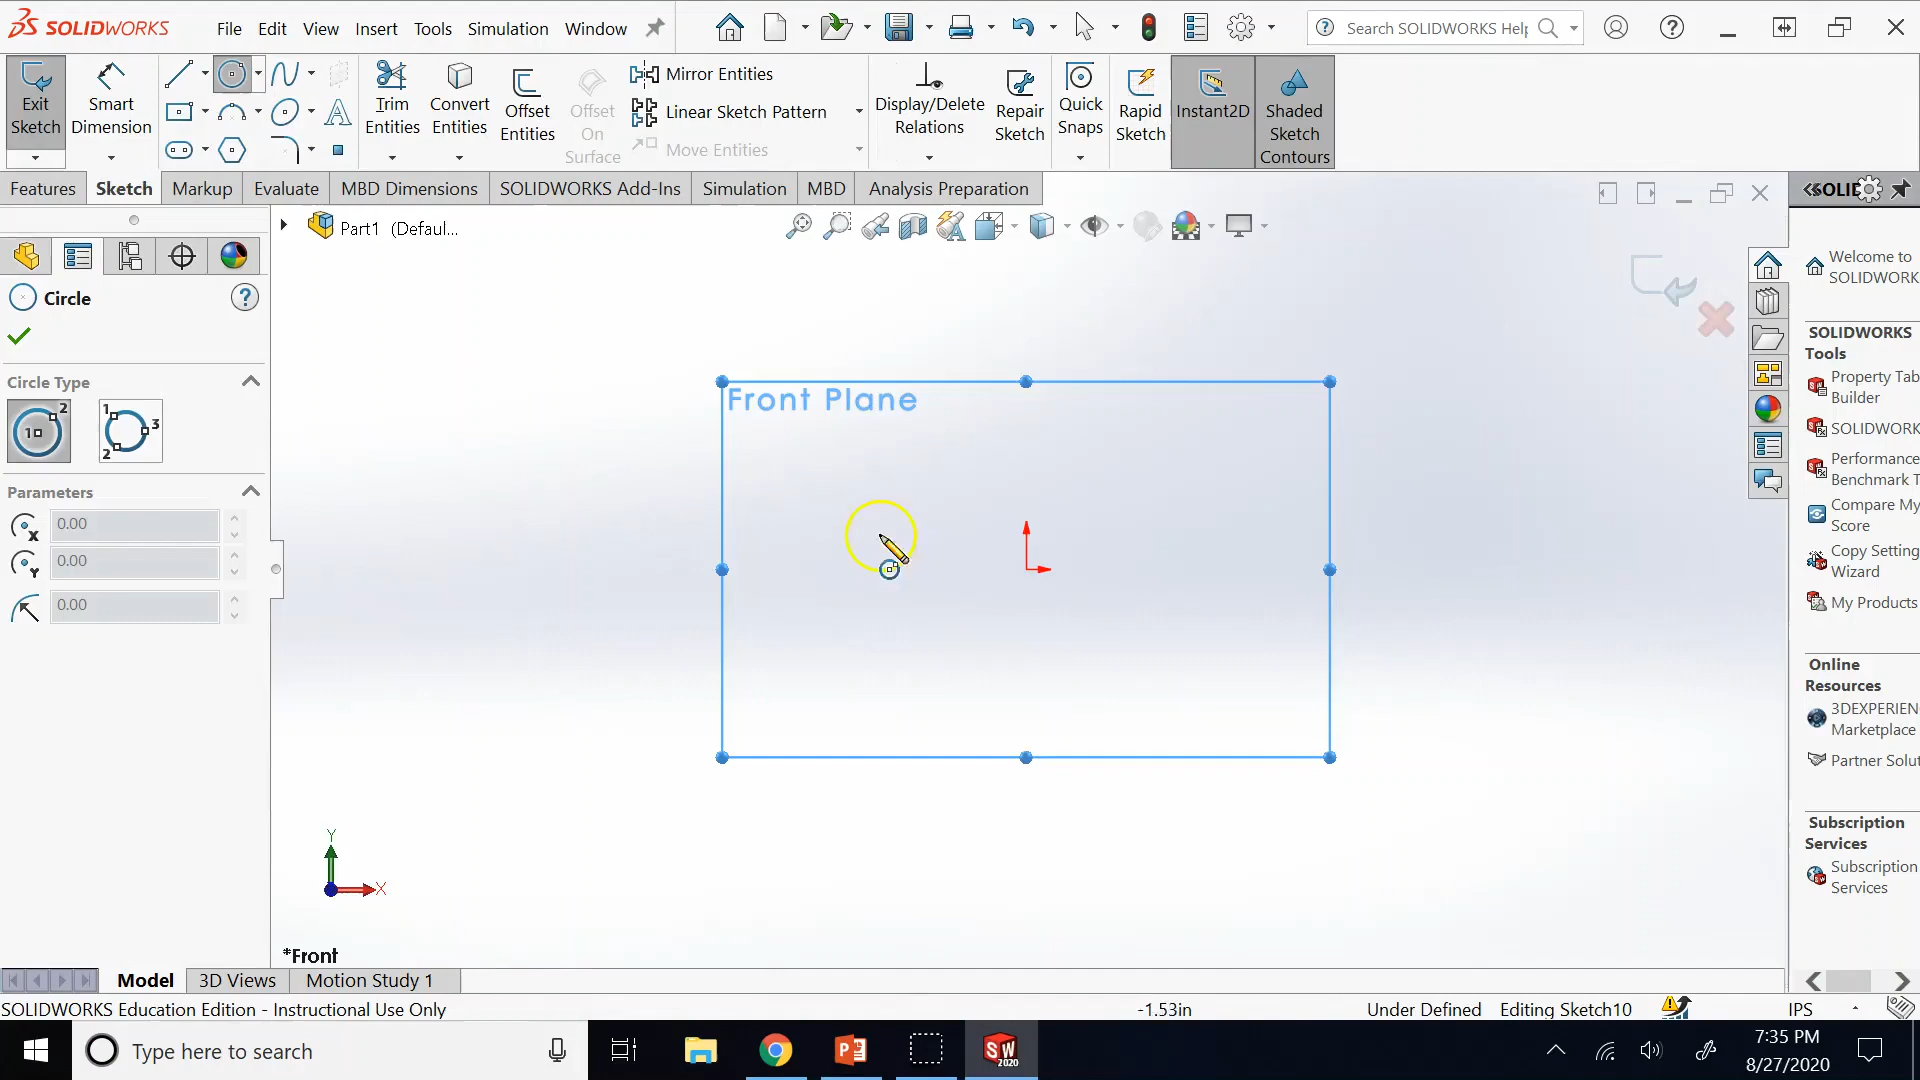 SOLIDWORKS File Edit View Insert Tools Simulation Window Search SOLIDWORKS Help
Exit Sketch
Smart Dimension
Trim Entities
Convert Entities
Offset Entities
Offset On Surface
Mirror Entities
Linear Sketch Pattern
Move Entities
Display/Delete Relations
Repair Sketch
Quick Snaps
Rapid Sketch
Instant2D
Shaded Sketch Contours
Features Sketch Markup Evaluate MBD Dimensions SOLIDWORKS Add-Ins Simulation MBD Analysis Preparation
Part1 (Defaul...
Circle
Circle Type
1 2
1 2 3
Parameters
X 0.00
Y 0.00
0.00
Front Plane
Y
X
*Front
SOLID
Welcome to
SOLIDWORK
SOLIDWORKS
Tools
Property Tab
Builder
SOLIDWORK
Performance
Benchmark T
Compare My
Score
Copy Setting
Wizard
My Products
Online
Resources
3DEXPERIEN
Marketplace
Partner Solut
Subscription
Services
Subscription
Services
Model 3D Views Motion Study 1
SOLIDWORKS Education Edition - Instructional Use Only -1.53in Under Defined Editing Sketch10 IPS
Type here to search
SW
2020
7:35 PM
8/27/2020